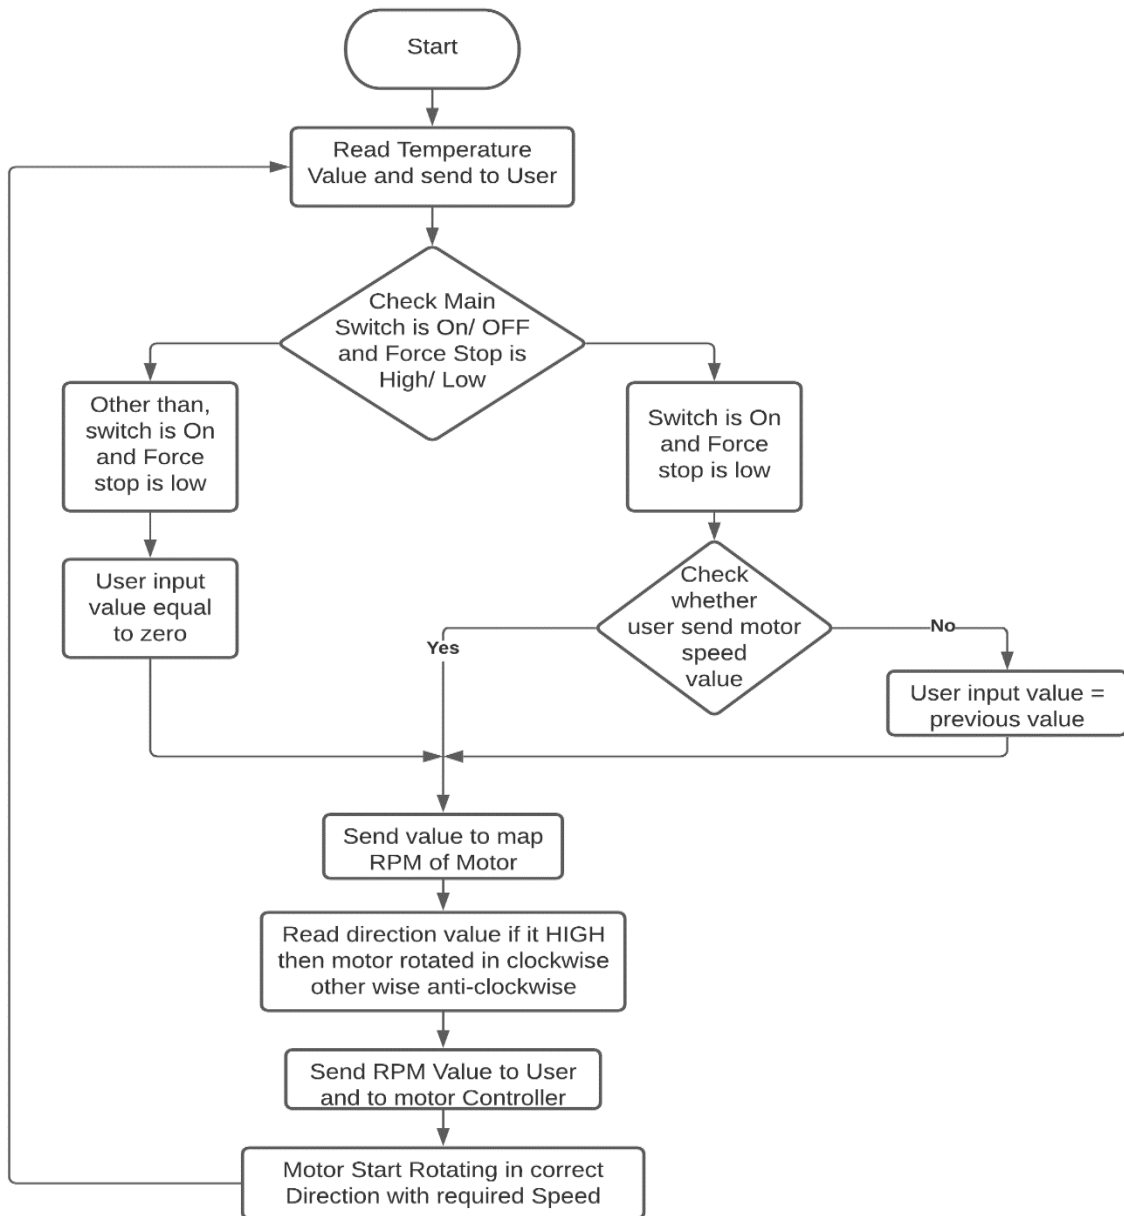 Start
Read Temperature
Value and send to User
Check Main
Switch is On/ OFF
and Force Stop is
High/ Low
Other than,
switch is On
and Force
stop is low
Switch is On
and Force
stop is low
User input
value equal
to zero
Check
whether
user send motor
speed
value
Yes
No
User input value =
previous value
Send value to map
RPM of Motor
Read direction value if it HIGH
then motor rotated in clockwise
other wise anti-clockwise
Send RPM Value to User
and to motor Controller
Motor Start Rotating in correct
Direction with required Speed